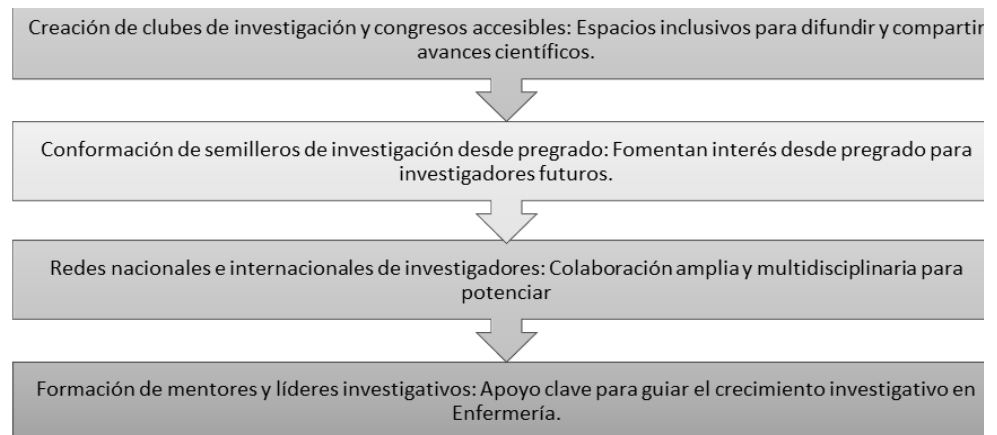 Creación de clubes de investigación y congresos accesibles: Espacios inclusivos para difundir y compartir
avances científicos.
Conformación de semilleros de investigación desde pregrado: Fomentan interés desde pregrado para
investigadores futuros.
Redes nacionales e internacionales de investigadores: Colaboración amplia y multidisciplinaria para
potenciar
Formación de mentores y líderes investigativos: Apoyo clave para guiar el crecimiento investigativo en
Enfermería.